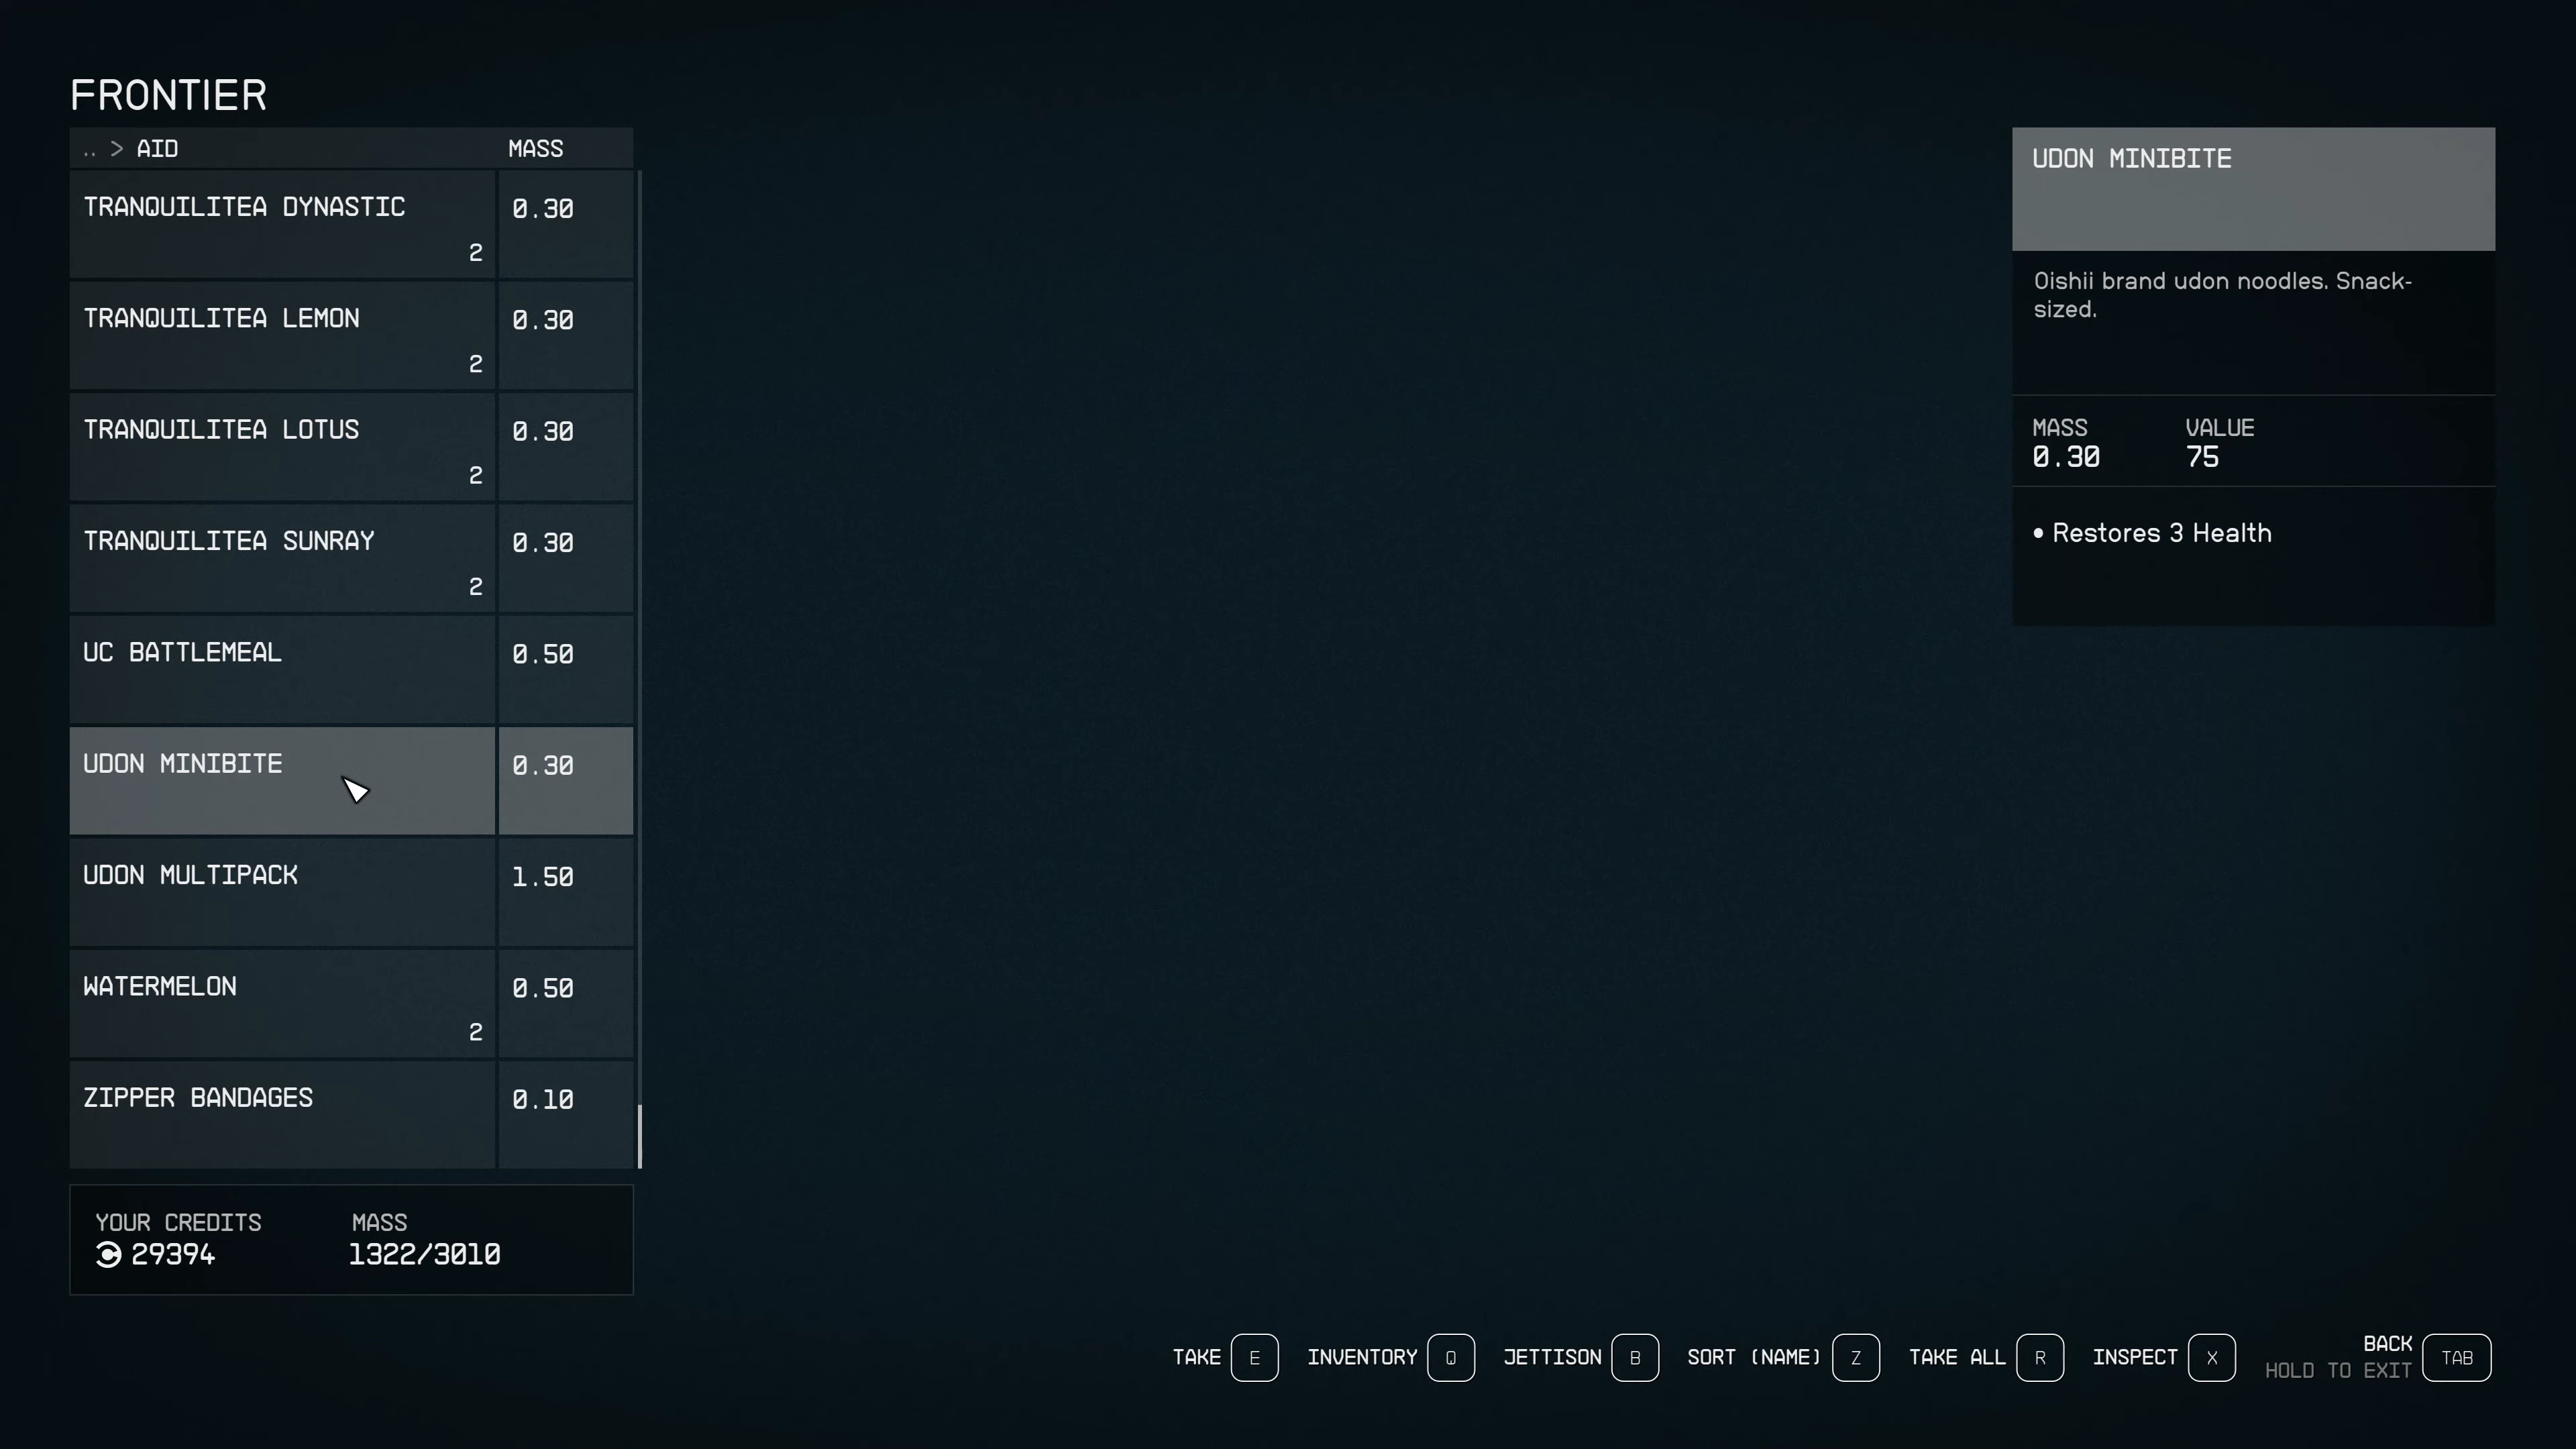 FRONTIER
.. > AID MASS
TRANQUILITEA DYNASTIC 0.30
2
TRANQUILITEA LEMON 0.30
2
TRANQUILITEA LOTUS 0.30
2
TRANQUILITEA SUNRAY 0.30
2
UC BATTLEMEAL 0.50
UDON MINIBITE 0.30
UDON MULTIPACK 1.50
WATERMELON 0.50
2
ZIPPER BANDAGES 0.10
YOUR CREDITS MASS
29394 1322/3010
UDON MINIBITE
Oishii brand udon noodles. Snack-
sized.
MASS VALUE
0.30 75
• Restores 3 Health
TAKE E INVENTORY Q JETTISON B SORT (NAME) Z TAKE ALL R INSPECT X BACK TAB
HOLD TO EXIT